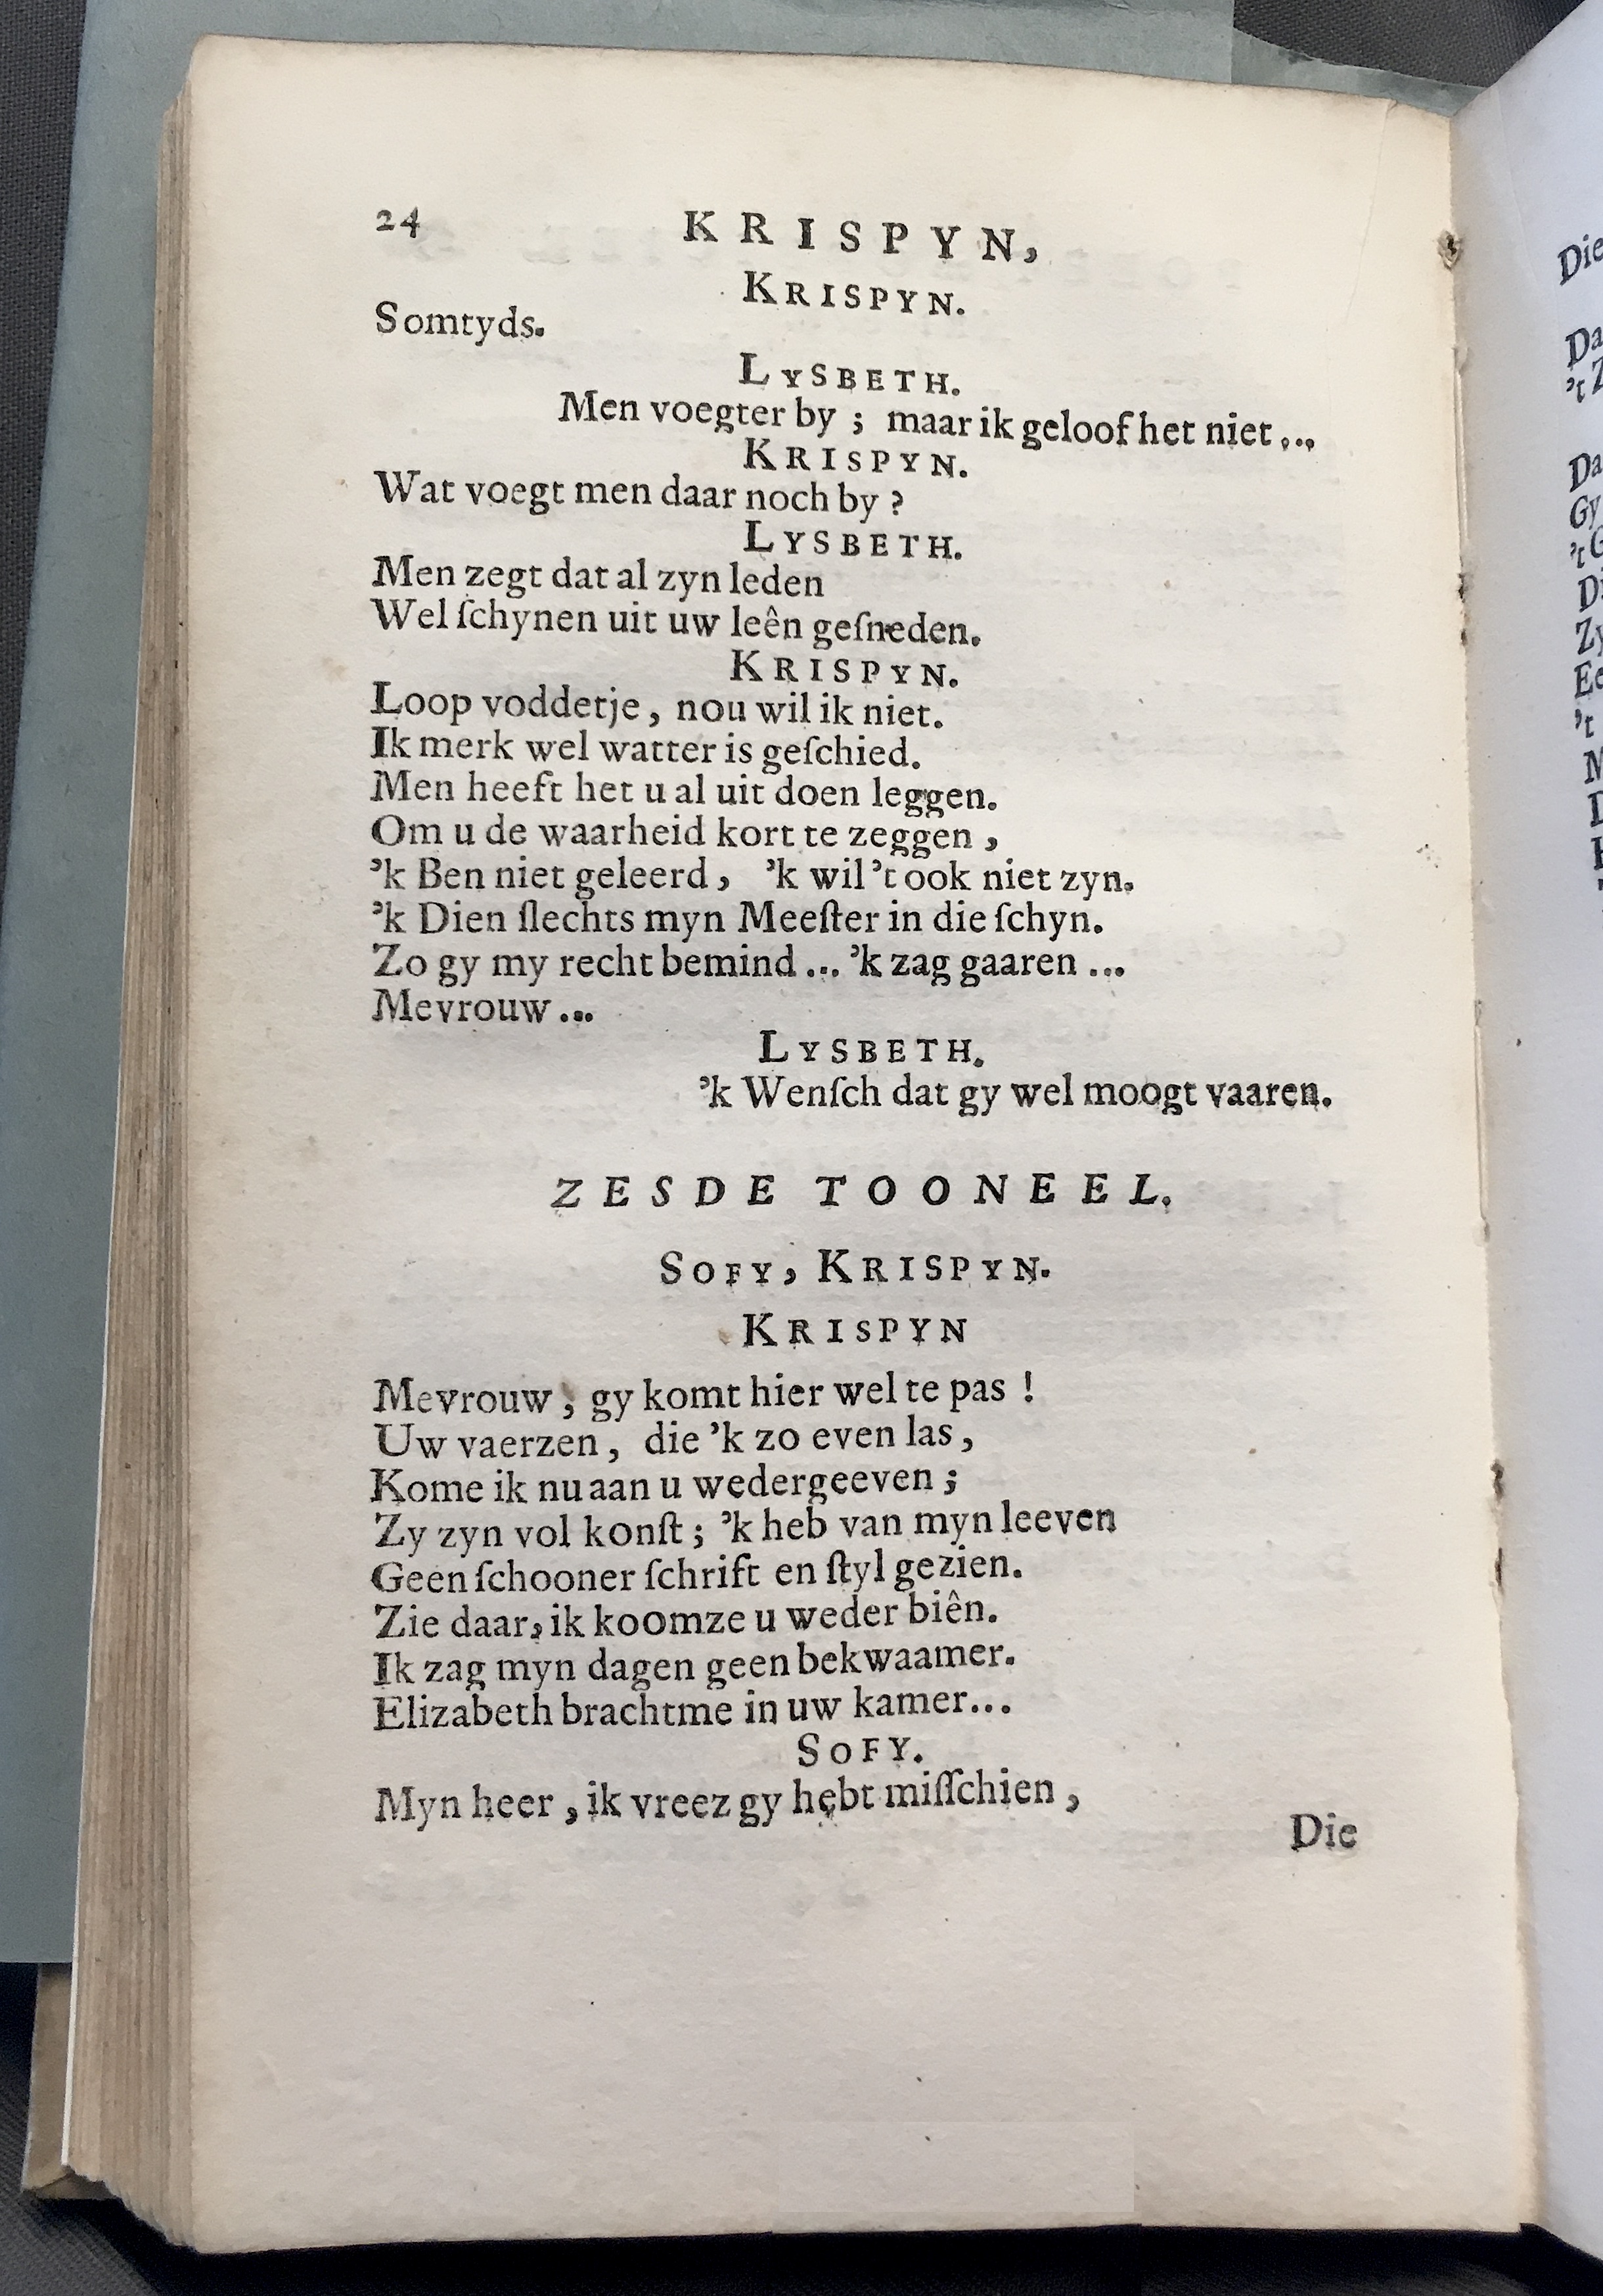 24 KRISPYN,
KRISPYN.
Somtyds.
LYSBETH.
Men voegter by ; maar ik geloof het niet...
KRISPYN.
Wat voegt men daar noch by ?
LYSBETH.
Men zegt dat al zyn leden
Wel ſchynen uit uw leên geſneden.
KRISPYN.
Loop voddetje, nou wil ik niet.
Ik merk wel watter is geſchied.
Men heeft het u al uit doen leggen.
Om u de waarheid kort te zeggen ,
’k Ben niet geleerd, ’k wil ’t ook niet zyn.
’k Dien ſlechts myn Meeſter in die ſchyn.
Zo gy my recht bemind ... ’k zag gaaren ...
Mevrouw ...
LYSBETH.
’k Wenſch dat gy wel moogt vaaren.
ZESDE TOONEEL.
SOFY, KRISPYN.
KRISPYN
Mevrouw , gy komt hier wel te pas !
Uw vaerzen, die ’k zo even las ,
Kome ik nu aan u wedergeeven ;
Zy zyn vol konſt ; ’k heb van myn leeven
Geen ſchooner ſchrift en ſtyl gezien.
Zie daar, ik koomze u weder biên.
Ik zag myn dagen geen bekwaamer.
Elizabeth brachtme in uw kamer...
SOFY.
Myn heer , ik vreez gy hebt miſſchien ,
Die
Die
Da
’t Z
Da
Gy
’t G
Di
Zy
Ee
’t
M